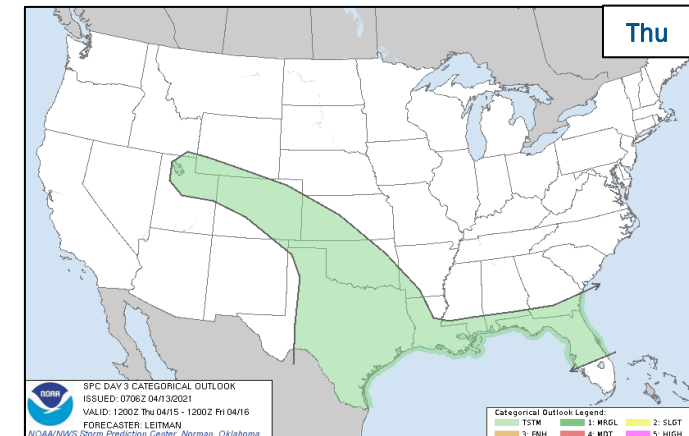 Thu
NOAA
SPC DAY 3 CATEGORICAL OUTLOOK
ISSUED: 0706Z 04/13/2021
VALID: 1200Z Thu 04/15 - 1200Z Fri 04/16
FORECASTER: LEITMAN
NOAA/NWS Storm Prediction Center, Norman, Oklahoma
Categorical Outlook Legend:
TSTM 1: MRGL 2: SLGT
3: ENH 4: MDT 5: HIGH